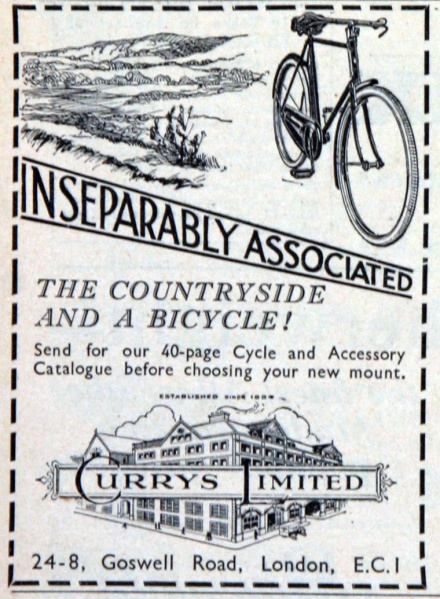 INSEPARABLY ASSOCIATED
THE COUNTRYSIDE
AND A BICYCLE!
Send for our 40-page Cycle and Accessory
Catalogue before choosing your new mount.
ESTABLISHED SINCE
CURRYS LIMITED
24-8, Goswell Road, London, E.C.1